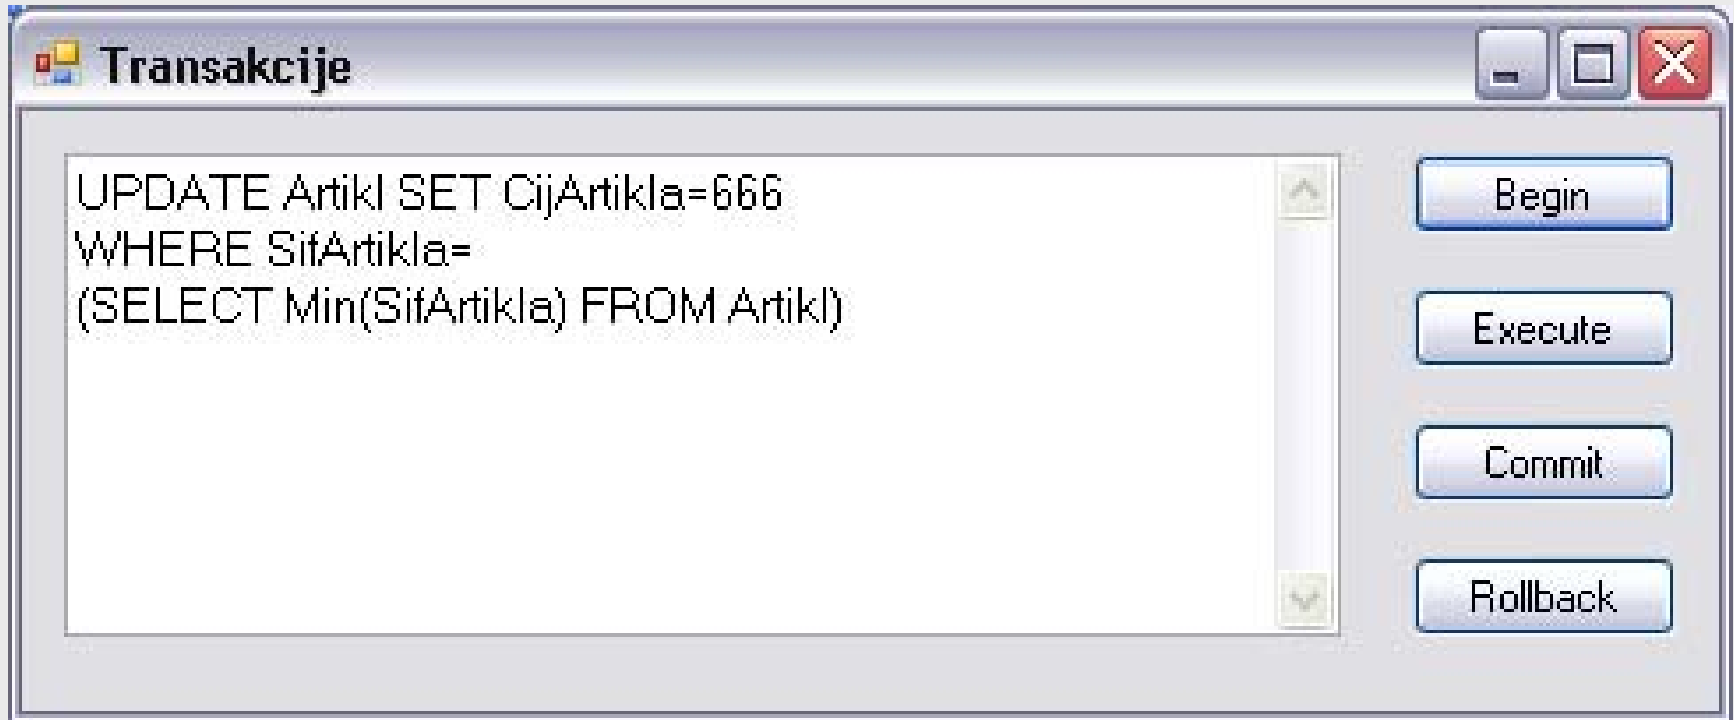 Transakcije
UPDATE Artikl SET CijArtikla=666
WHERE SifArtikla=
(SELECT Min(SifArtikla) FROM Artikl)
Begin
Execute
Commit
Rollback